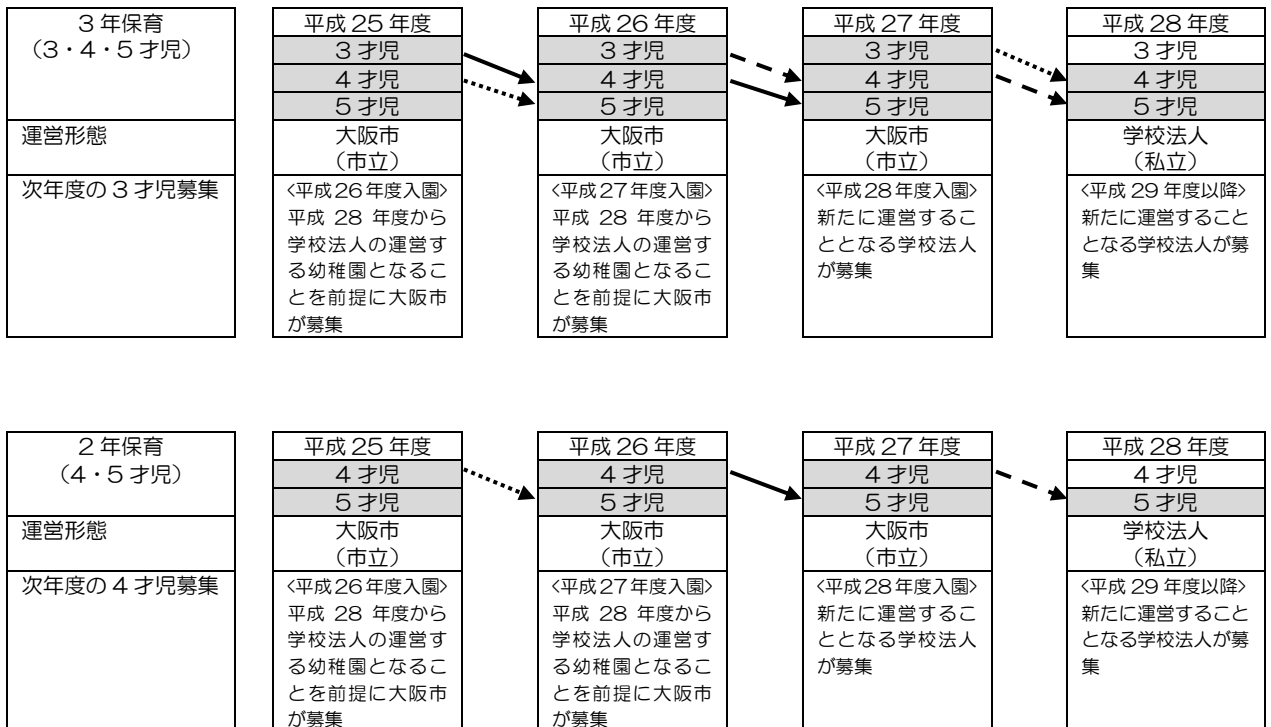 3年保育
（3・4・5才児）
運営形態
次年度の3才児募集
平成25年度
3才児
4才児
5才児
大阪市
（市立）
〈平成26年度入園〉
平成 28 年度から
学校法人の運営す
る幼稚園となるこ
とを前提に大阪市
が募集
平成26年度
3才児
4才児
5才児
大阪市
（市立）
〈平成27年度入園〉
平成 28 年度から
学校法人の運営す
る幼稚園となるこ
とを前提に大阪市
が募集
平成27年度
3才児
4才児
5才児
大阪市
（市立）
〈平成28年度入園〉
新たに運営するこ
ととなる学校法人
が募集
平成28年度
3才児
4才児
5才児
学校法人
（私立）
〈平成 29 年度以降〉
新たに運営すること
となる学校法人が募
集
2年保育
（4・5才児）
運営形態
次年度の4才児募集
平成25年度
4才児
5才児
大阪市
（市立）
〈平成26年度入園〉
平成 28 年度から
学校法人の運営す
る幼稚園となるこ
とを前提に大阪市
が募集
平成26年度
4才児
5才児
大阪市
（市立）
〈平成27年度入園〉
平成 28 年度から
学校法人の運営す
る幼稚園となるこ
とを前提に大阪市
が募集
平成27年度
4才児
5才児
大阪市
（市立）
〈平成28年度入園〉
新たに運営するこ
ととなる学校法人
が募集
平成28年度
4才児
5才児
学校法人
（私立）
〈平成 29 年度以降〉
新たに運営すること
となる学校法人が募
集